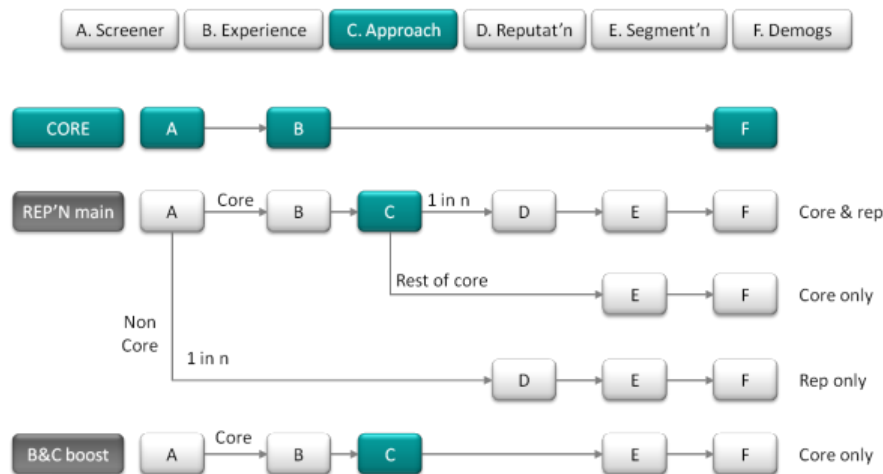 A. Screener B. Experience C. Approach D. Reputat'n E. Segment'n F. Demogs
CORE A B F
REP'N main A Core B C 1 in n D E F Core & rep
Rest of core E F Core only
Non
Core
1 in n D E F Rep only
B&C boost A Core B C E F Core only